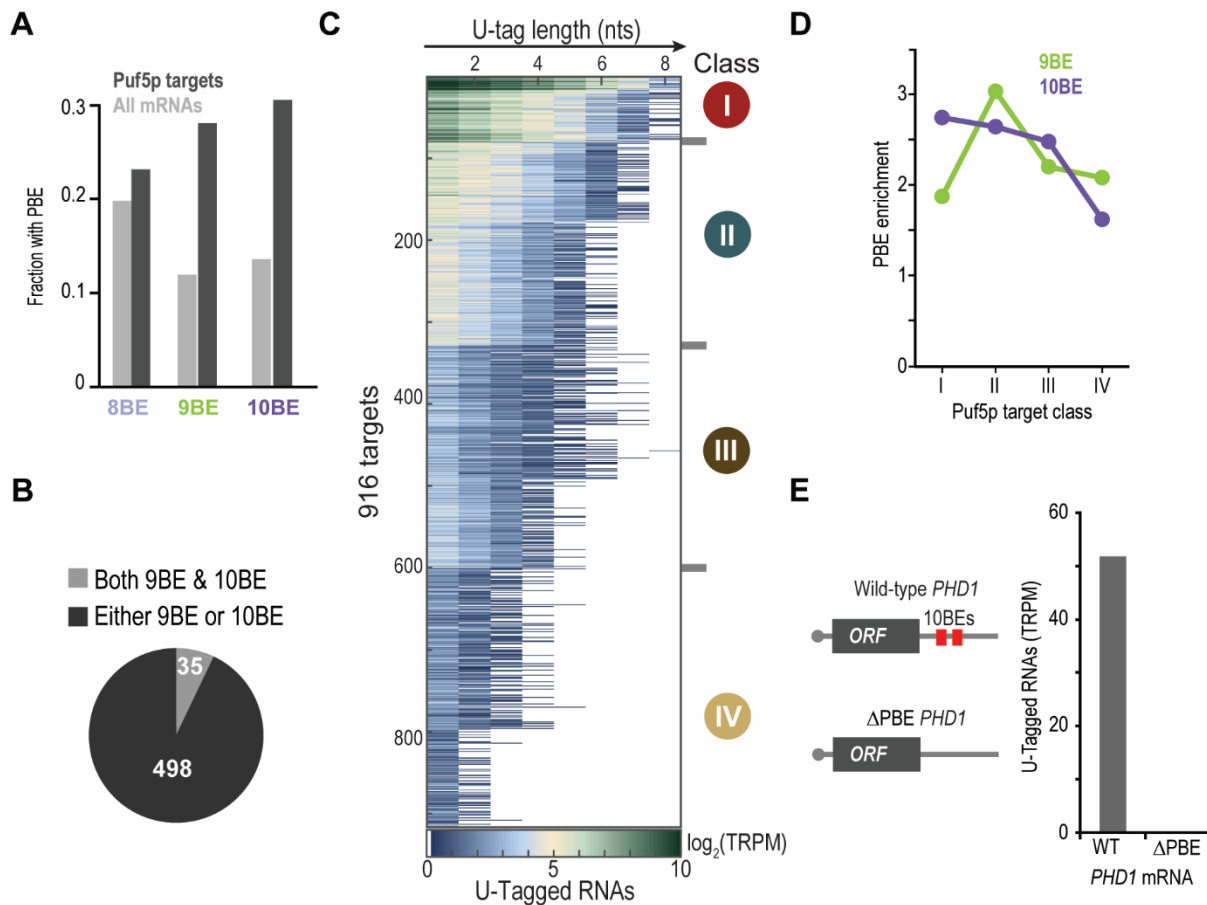 A
Puf5p targets
All mRNAs
Fraction with PBE
0.3
0.2
0.1
0
8BE
9BE
10BE
B
Both 9BE & 10BE
Either 9BE or 10BE
35
498
C
U-tag length (nts)
2
4
6
8
Class
I
II
III
IV
916 targets
200
400
600
800
log2(TRPM)
0
5
10
U-Tagged RNAs
D
9BE
10BE
PBE enrichment
3
2
1
0
I
II
III
IV
Puf5p target class
E
Wild-type PHD1
10BEs
ORF
ΔPBE PHD1
ORF
U-Tagged RNAs (TRPM)
60
40
20
0
WT
ΔPBE
PHD1 mRNA